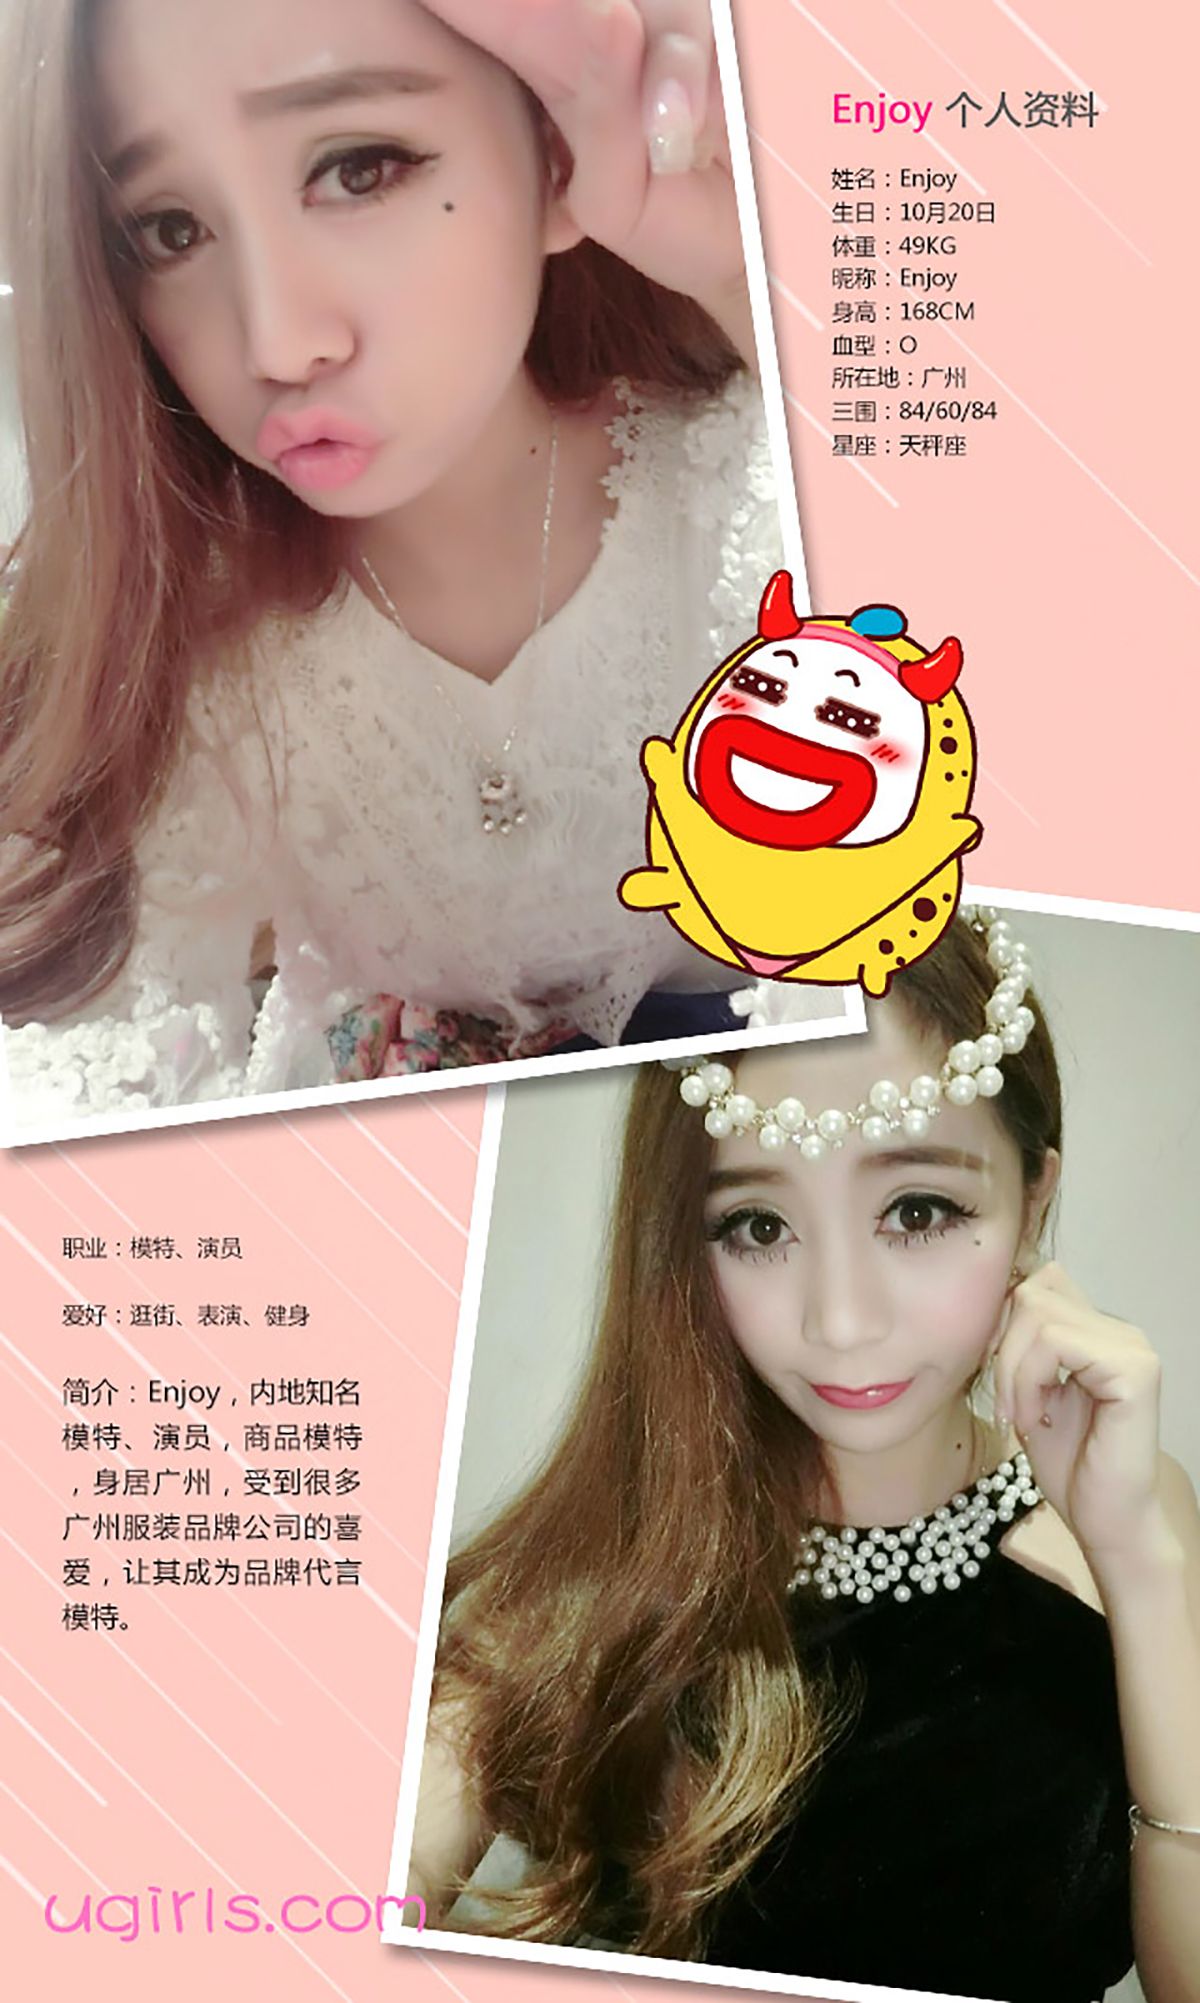 Enjoy 个人资料
姓名：Enjoy
生日：10月20日
体重：49KG
昵称：Enjoy
身高：168CM
血型：O
所在地：广州
三围：84/60/84
星座：天秤座
职业：模特、演员
爱好：逛街、表演、健身
简介：Enjoy，内地知名
模特、演员，商品模特
，身居广州，受到很多
广州服装品牌公司的喜
爱，让其成为品牌代言
模特。
ugirls.com